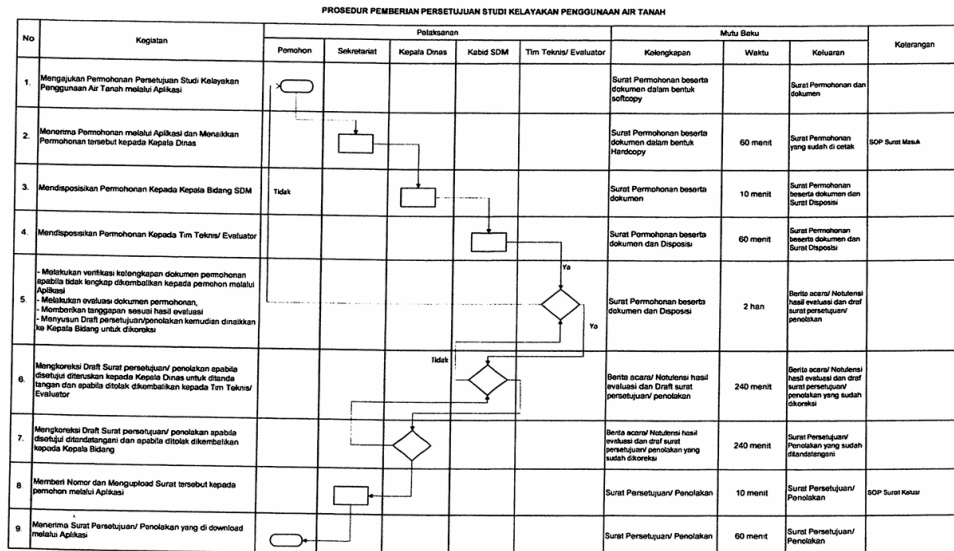 PROSEDUR PEMBERIAN PERSETUJUAN STUDI KELAYAKAN PENGGUNAAN AIR TANAH
No
Kegiatan
Pelaksanan
Mutu Baku
Keterangan
Pemohon
Sekretariat
Kepala Dinas
Kabid SDM
Tim Teknis/ Evaluator
Kelengkapan
Waktu
Keluaran
1.
Mengajukan Permohonan Persetujuan Studi Kelayakan
Penggunaan Air Tanah melalui Aplikasi
Surat Permohonan beserta
dokumen dalam bentuk
softcopy
Surat Permohonan dan
dokumen
2.
Menerima Permohonan melalui Aplikasi dan Menaikkan
Permohonan tersebut kepada Kepala Dinas
Surat Permohonan beserta
dokumen dalam bentuk
Hardcopy
60 menit
Surat Permohonan
yang sudah di cetak
SOP Surat Masuk
3.
Mendisposisikan Permohonan Kepada Kepala Bidang SDM
Tidak
Surat Permohonan beserta
dokumen
10 menit
Surat Permohonan
beserta dokumen dan
Surat Disposisi
4.
Mendisposisikan Permohonan Kepada Tim Teknis/ Evaluator
Surat Permohonan beserta
dokumen dan Disposisi
60 menit
Surat Permohonan
beserta dokumen dan
Surat Disposisi
Ya
5.
- Melakukan verifikasi kelengkapan dokumen permohonan
apabila tidak lengkap dikembalikan kepada pemohon melalui
Aplikasi
- Melakukan evaluasi dokumen permohonan,
- Memberikan tanggapan sesuai hasil evaluasi
- Menyusun Draft persetujuan/penolakan kemudian dinaikkan
ke Kepala Bidang untuk dikoreksi
Surat Permohonan beserta
dokumen dan Disposisi
2 hari
Berita acara/ Notulensi
hasil evaluasi dan draf
surat persetujuan/
penolakan
Ya
Tidak
6.
Mengkoreksi Draft Surat persetujuan/ penolakan apabila
disetujui diteruskan kepada Kepala Dinas untuk ditanda
tangan dan apabila ditolak dikembalikan kepada Tim Teknis/
Evaluator
Berita acara/ Notulensi hasil
evaluasi dan Draft surat
persetujuan/ penolakan
240 menit
Berita acara/ Notulensi
hasil evaluasi dan draf
surat persetujuan/
penolakan yang sudah
dikoreksi
7.
Mengkoreksi Draft Surat persetujuan/ penolakan apabila
disetujui ditandatangani dan apabila ditolak dikembalikan
kepada Kepala Bidang
Berita acara/ Notulensi hasil
evaluasi dan draf surat
persetujuan/ penolakan yang
sudah dikoreksi
240 menit
Surat Persetujuan/
Penolakan yang sudah
ditandatangani
8.
Memberi Nomor dan Mengupload Surat tersebut kepada
pemohon melalui Aplikasi
Surat Persetujuan/ Penolakan
10 menit
Surat Persetujuan/
Penolakan
SOP Surat Keluar
9.
Menerima Surat Persetujuan/ Penolakan yang di download
melalui Aplikasi
Surat Persetujuan/ Penolakan
60 menit
Surat Persetujuan/
Penolakan